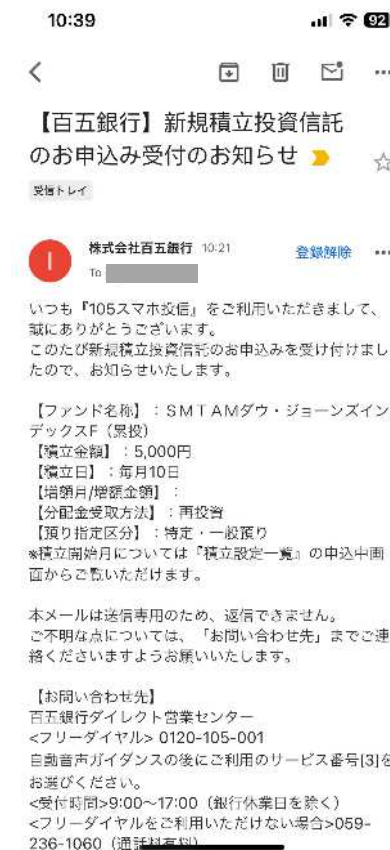 10:39
92
【百五銀行】新規積立投資信託
のお申込み受付のお知らせ
受信トレイ
I
株式会社百五銀行 10:21
登録解除
To
いつも『105スマホ投信』をご利用いただきまして、
誠にありがとうございます。
このたび新規積立投資信託のお申込みを受け付けまし
たので、お知らせいたします。
【ファンド名称】：ＳＭＴＡＭダウ・ジョーンズイン
デックスF（累投）
【積立金額】：5,000円
【積立日】：毎月10日
【増額月/増額金額】：
【分配金受取方法】：再投資
【預り指定区分】：特定・一般預り
※積立開始月については『積立設定一覧』の申込中画
面からご覧いただけます。
本メールは送信専用のため、返信できません。
ご不明な点については、「お問い合わせ先」までご連
絡くださいますようお願いいたします。
【お問い合わせ先】
百五銀行ダイレクト営業センター
<フリーダイヤル> 0120-105-001
自動音声ガイダンスの後にご利用のサービス番号[3]を
お選びください。
<受付時間>9:00〜17:00（銀行休業日を除く）
<フリーダイヤルをご利用いただけない場合>059-
236-1060（通話料有料）